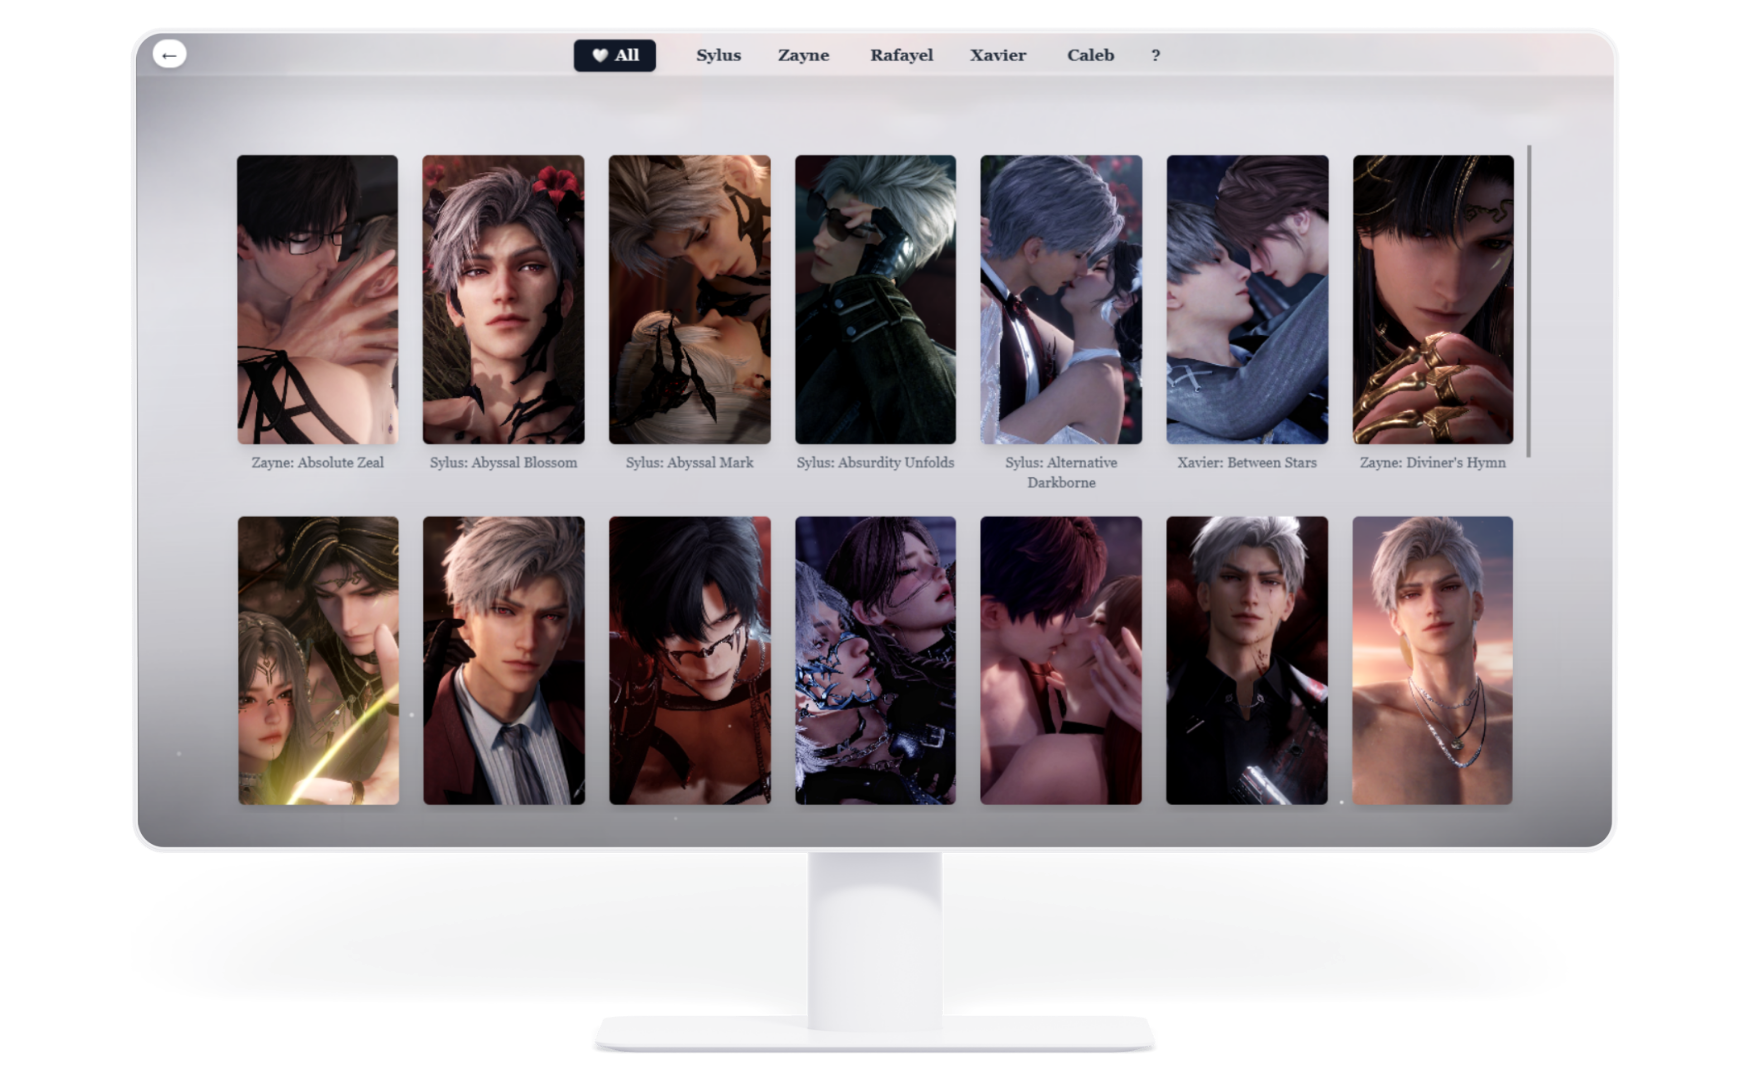 ←
🤍 All
Sylus
Zayne
Rafayel
Xavier
Caleb
?
Zayne: Absolute Zeal
Sylus: Abyssal Blossom
Sylus: Abyssal Mark
Sylus: Absurdity Unfolds
Sylus: Alternative
Darkborne
Xavier: Between Stars
Zayne: Diviner's Hymn